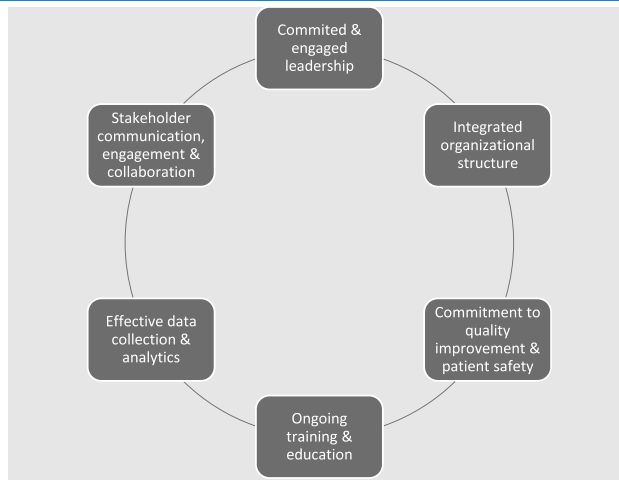 Commited &
engaged
leadership
Integrated
organizational
structure
Commitment to
quality
improvement &
patient safety
Ongoing
training &
education
Effective data
collection &
analytics
Stakeholder
communication,
engagement &
collaboration